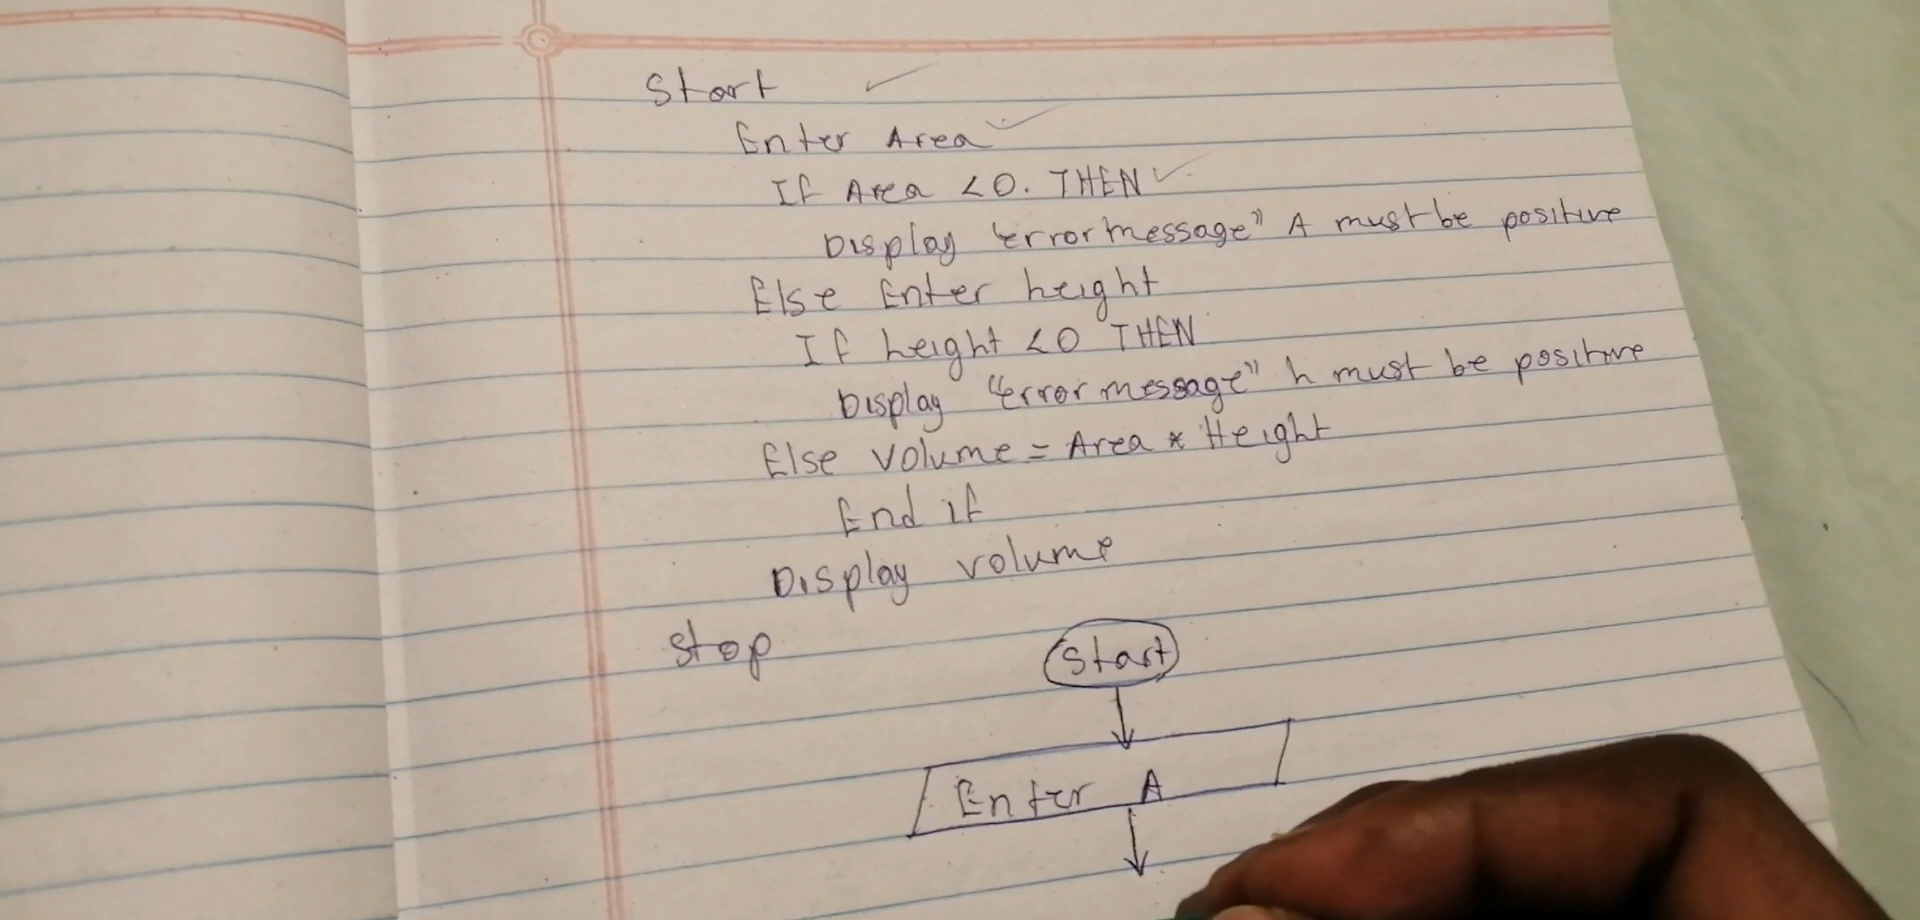 Start
Enter Area
If Area <0. THEN
Display "error message" A must be positive
Else Enter height
If height <0 THEN
Display "error message" h must be positive
Else volume = Area * Height
End if
Display volume
Stop
Start
Enter A